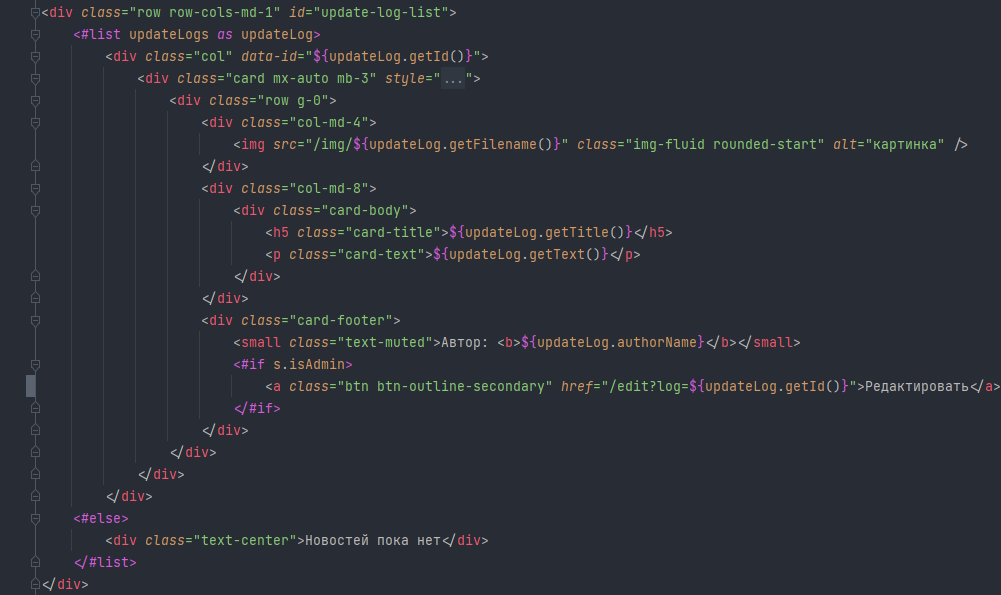 <div class="row row-cols-md-1" id="update-log-list">
<#list updateLogs as updateLog>
<div class="col" data-id="${updateLog.getId()}">
<div class="card mx-auto mb-3" style="...">
<div class="row g-0">
<div class="col-md-4">
<img src="/img/${updateLog.getFilename()}" class="img-fluid rounded-start" alt="картинка" />
</div>
<div class="col-md-8">
<div class="card-body">
<h5 class="card-title">${updateLog.getTitle()}</h5>
<p class="card-text">${updateLog.getText()}</p>
</div>
</div>
<div class="card-footer">
<small class="text-muted">Автор: <b>${updateLog.authorName}</b></small>
<#if s.isAdmin>
<a class="btn btn-outline-secondary" href="/edit?log=${updateLog.getId()}">Редактировать</a>
</#if>
</div>
</div>
</div>
</div>
<#else>
<div class="text-center">Новостей пока нет</div>
</#list>
</div>